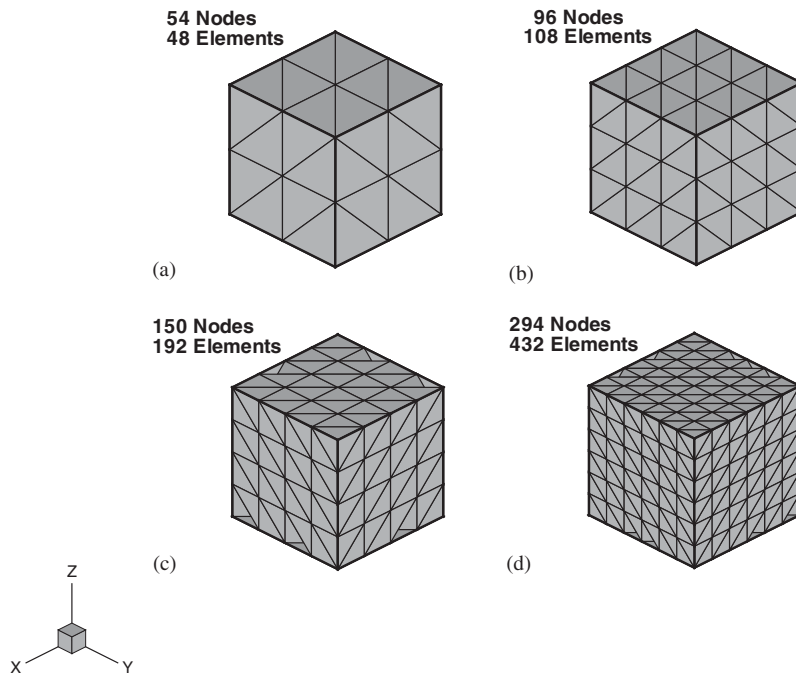 54 Nodes
48 Elements
96 Nodes
108 Elements
(a)
(b)
150 Nodes
192 Elements
294 Nodes
432 Elements
(c)
(d)
Z
X
Y